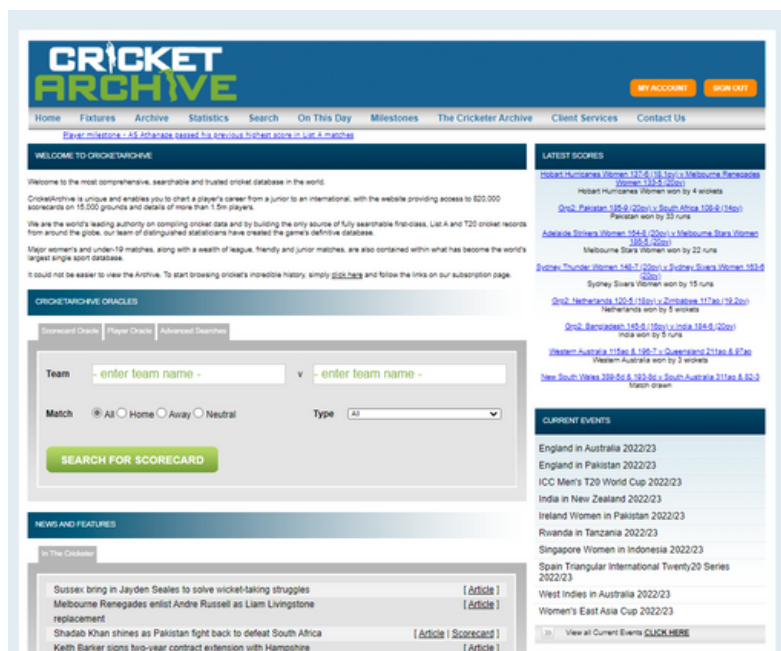 CRICKET
ARCHIVE
MY ACCOUNT
SIGN OUT
Home Fixtures Archive Statistics Search On This Day Milestones The Cricketer Archive Client Services Contact Us
Player milestone - AS Athanaze passed his previous highest score in List A matches
WELCOME TO CRICKETARCHIVE
Welcome to the most comprehensive, searchable and trusted cricket database in the world.
CricketArchive is unique and enables you to chart a player's career from a junior to an international, with the website providing access to 820,000
scorecards on 15,000 grounds and details of more than 1.5m players.
We are the world's leading authority on compiling cricket data and by building the only source of fully searchable first-class, List A and T20 cricket records
from around the globe, our team of distinguished statisticians have created the game's definitive database.
Major women's and under-19 matches, along with a wealth of league, friendly and junior matches, are also contained within what has become the world's
largest single sport database.
It could not be easier to view the Archive. To start browsing cricket's incredible history, simply click here and follow the links on our subscription page.
CRICKETARCHIVE ORACLES
Scorecard Oracle
Player Oracle
Advanced Searches
Team
- enter team name -
v
- enter team name -
Match
All
Home
Away
Neutral
Type
All
SEARCH FOR SCORECARD
NEWS AND FEATURES
In The Cricketer
Sussex bring in Jayden Seales to solve wicket-taking struggles [ Article ]
Melbourne Renegades enlist Andre Russell as Liam Livingstone [ Article ]
replacement
Shadab Khan shines as Pakistan fight back to defeat South Africa [ Article | Scorecard ]
Keith Barker signs two-year contract extension with Hampshire [ Article ]
LATEST SCORES
Hobart Hurricanes Women 137-6 (18.1ov) v Melbourne Renegades
Women 133-5 (20ov)
Hobart Hurricanes Women won by 4 wickets
Grp2: Pakistan 185-9 (20ov) v South Africa 108-9 (14ov)
Pakistan won by 33 runs
Adelaide Strikers Women 164-6 (20ov) v Melbourne Stars Women
186-5 (20ov)
Melbourne Stars Women won by 22 runs
Sydney Thunder Women 148-7 (20ov) v Sydney Sixers Women 163-6
(20ov)
Sydney Sixers Women won by 15 runs
Grp2: Netherlands 120-5 (18ov) v Zimbabwe 117ao (19.2ov)
Netherlands won by 5 wickets
Grp2: Bangladesh 145-6 (16ov) v India 184-6 (20ov)
India won by 5 runs
Western Australia 115ao & 196-7 v Queensland 211ao & 97ao
Western Australia won by 3 wickets
New South Wales 389-5d & 193-8d v South Australia 311ao & 82-3
Match drawn
CURRENT EVENTS
England in Australia 2022/23
England in Pakistan 2022/23
ICC Men's T20 World Cup 2022/23
India in New Zealand 2022/23
Ireland Women in Pakistan 2022/23
Rwanda in Tanzania 2022/23
Singapore Women in Indonesia 2022/23
Spain Triangular International Twenty20 Series
2022/23
West Indies in Australia 2022/23
Women's East Asia Cup 2022/23
View all Current Events CLICK HERE